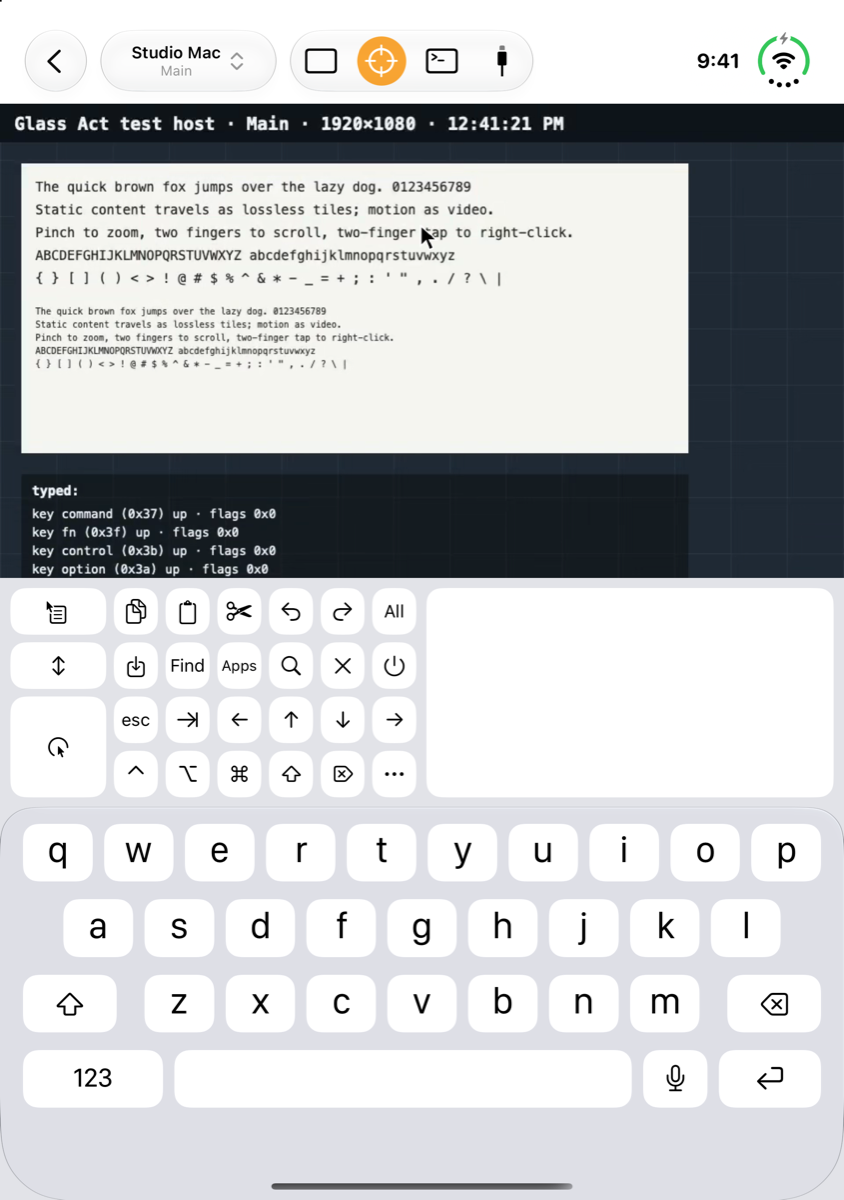 Studio Mac
Main
9:41
Glass Act test host · Main · 1920×1080 · 12:41:21 PM
The quick brown fox jumps over the lazy dog. 0123456789
Static content travels as lossless tiles; motion as video.
Pinch to zoom, two fingers to scroll, two-finger tap to right-click.
ABCDEFGHIJKLMNOPQRSTUVWXYZ abcdefghijklmnopqrstuvwxyz
{ } [ ] ( ) < > ! @ # $ % ^ & * - _ = + ; : ' " , . / ? \ |
The quick brown fox jumps over the lazy dog. 0123456789
Static content travels as lossless tiles; motion as video.
Pinch to zoom, two fingers to scroll, two-finger tap to right-click.
ABCDEFGHIJKLMNOPQRSTUVWXYZ abcdefghijklmnopqrstuvwxyz
{ } [ ] ( ) < > ! @ # $ % ^ & * - _ = + ; : ' " , . / ? \ |
typed:
key command (0x37) up · flags 0x0
key fn (0x3f) up · flags 0x0
key control (0x3b) up · flags 0x0
key option (0x3a) up · flags 0x0
All
Find Apps
esc
q w e r t y u i o p
a s d f g h j k l
z x c v b n m
123